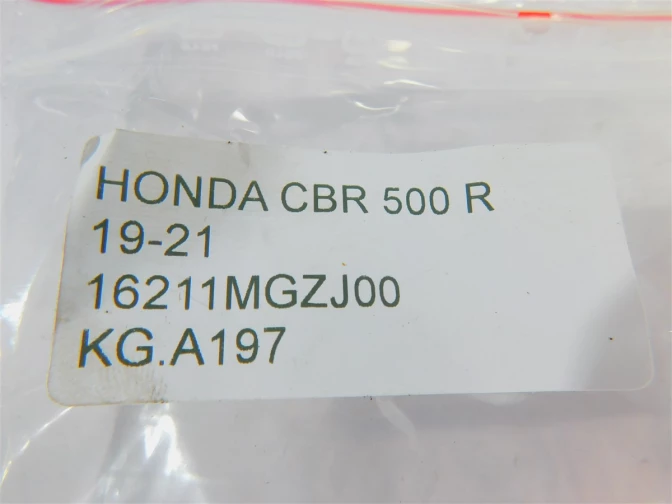 HONDA CBR 500 R
19-21
16211MGZJ00
KG.A197